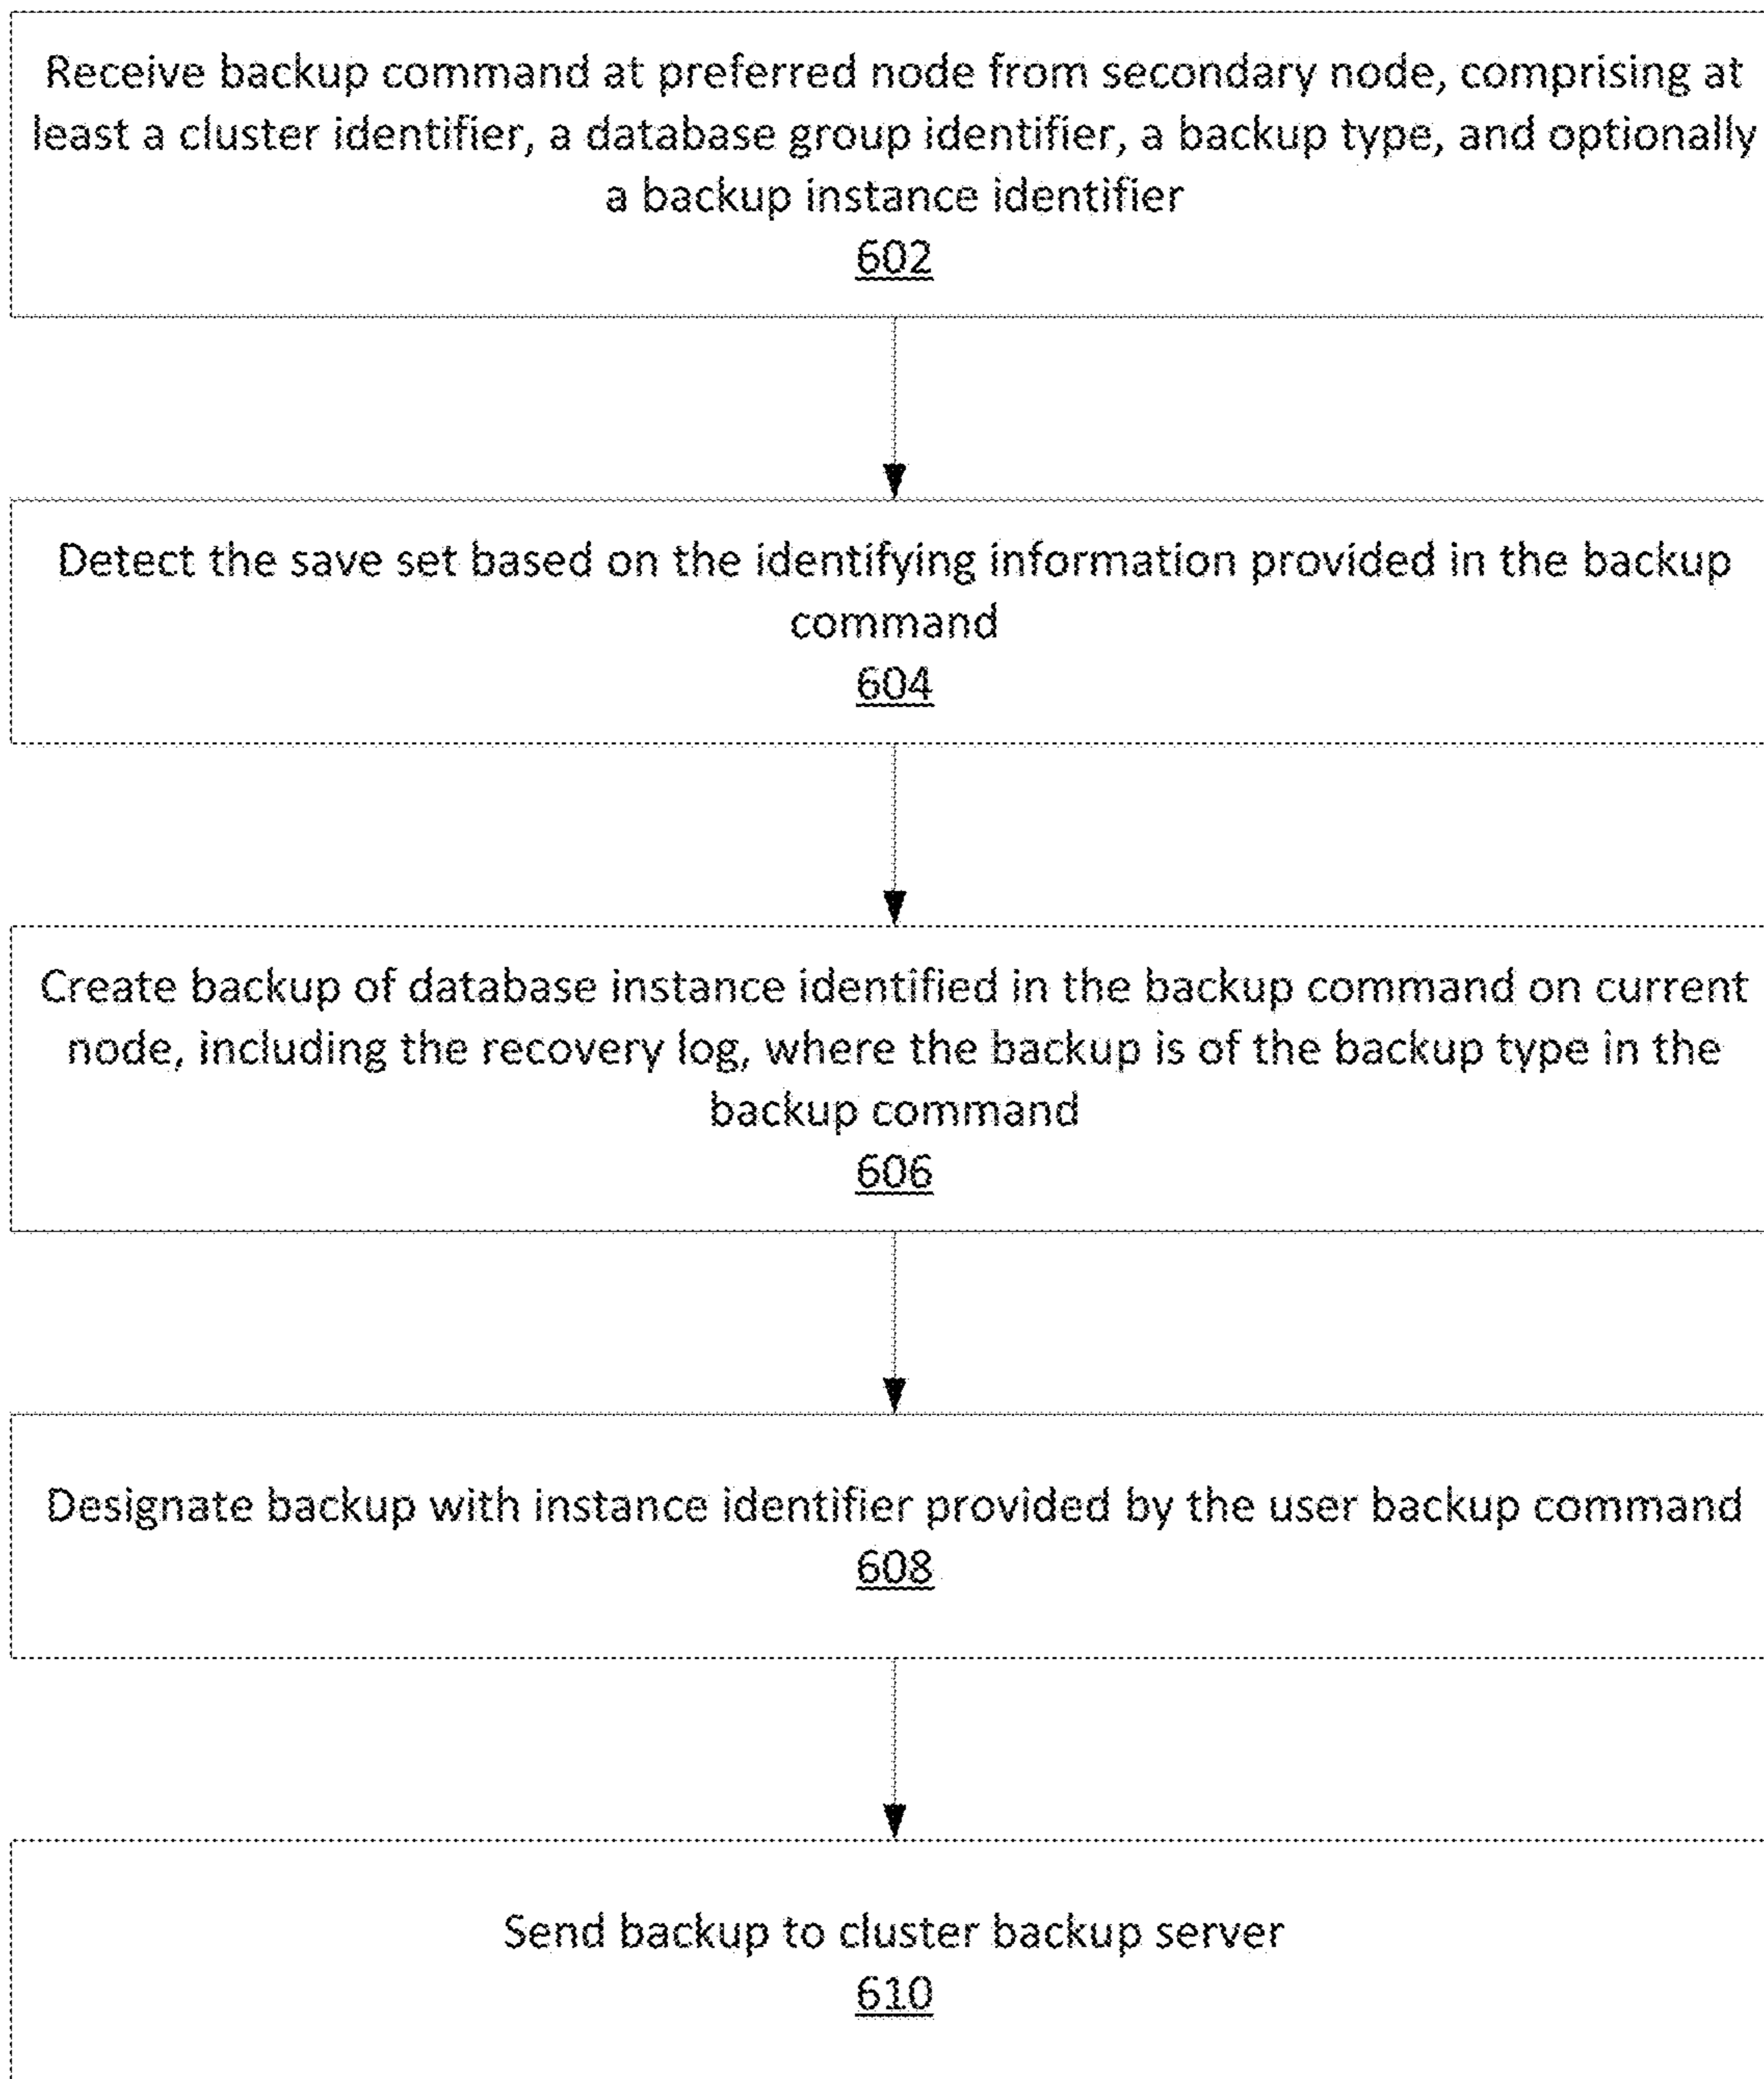 Receive backup command at preferred node from secondary node, comprising at
least a cluster identifier, a database group identifier, a backup type, and optionally
a backup instance identifier
602
Detect the save set based on the identifying information provided in the backup
command
604
Create backup of database instance identified in the backup command on current
node, including the recovery log, where the backup is of the backup type in the
backup command
606
Designate backup with instance identifier provided by the user backup command
608
Send backup to cluster backup server
610